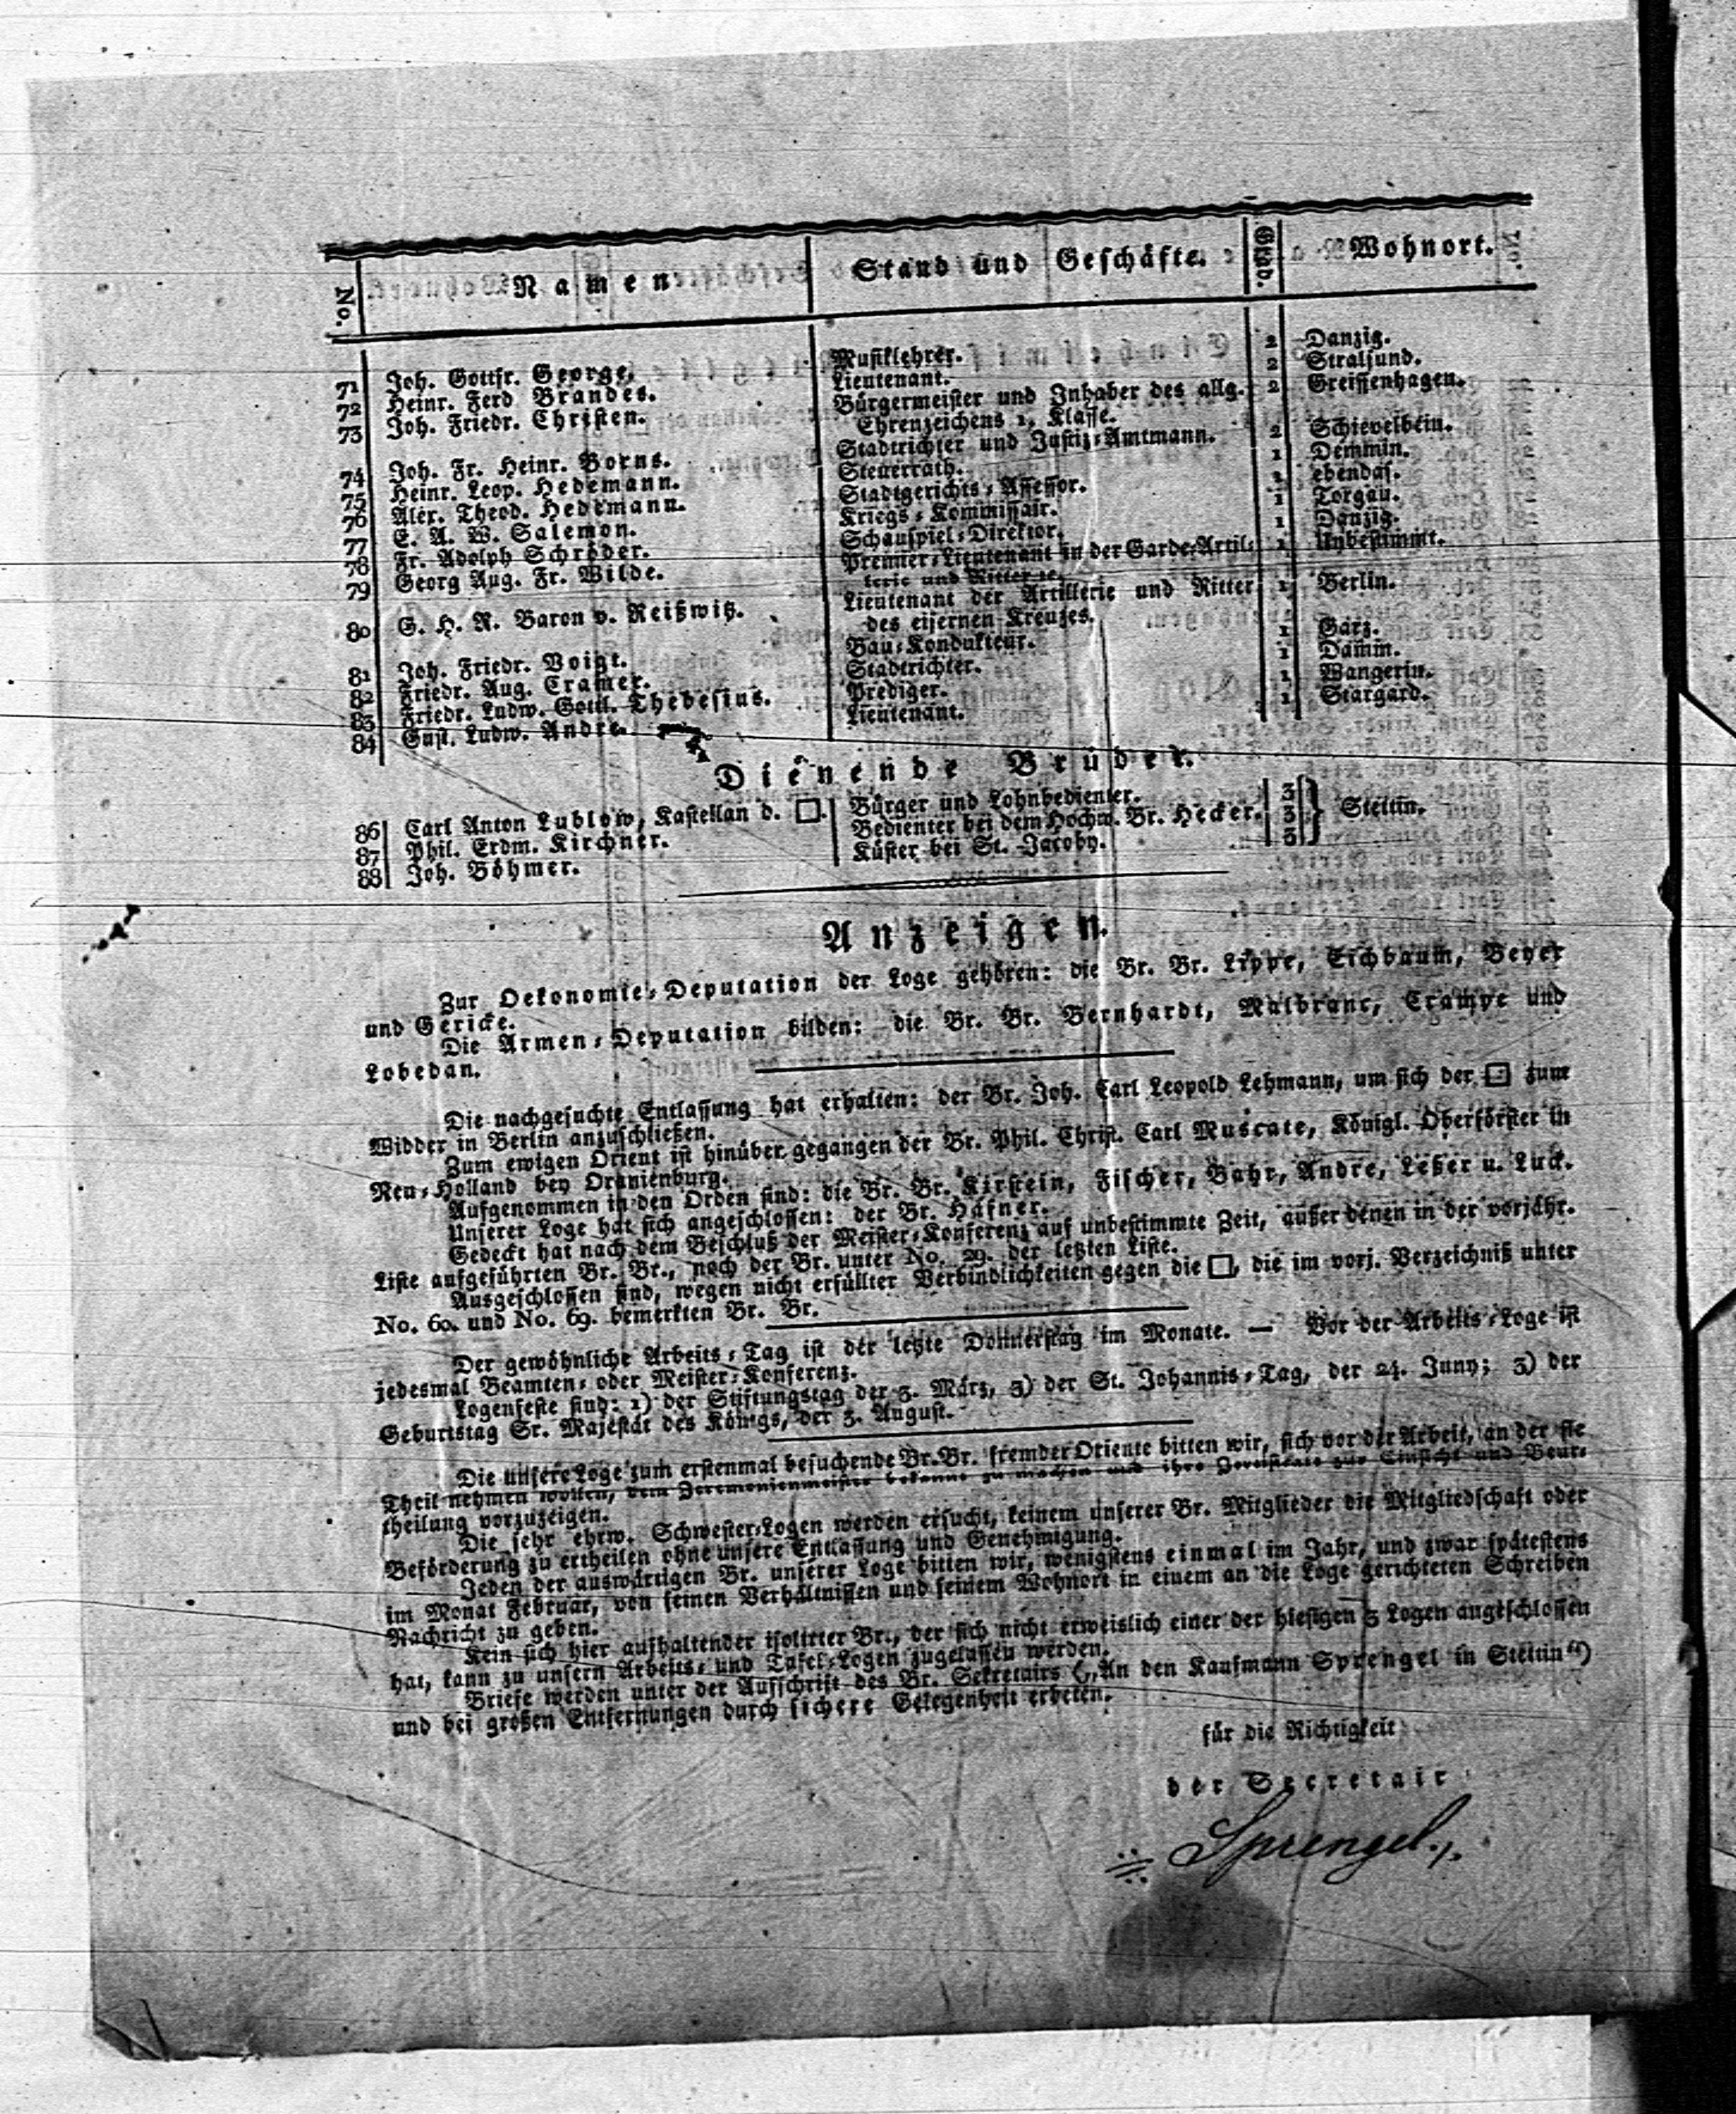 No. Namen Stand und Geschäfte. Grad. Wohnort.
71 Joh. Gottfr. George. Musiklehrer. 2 Danzig.
72 Heinr. Ferd Brandes. Lieutenant. 2 Stralsund.
73 Joh. Friedr. Christen. Bürgermeister und Inhaber des allg. 2 Greiffenhagen.
Ehrenzeichens 1. Klasse.
74 Joh. Fr. Heinr. Borns. Stadtrichter und Justiz-Amtmann. 2 Schievelbein.
75 Heinr. Leop. Hedemann. Steuerrath. 1 Demmin.
76 Alex. Theod. Hedemann. Stadtgerichts-Assessor. 1 ebendas.
77 E. A. W. Salemon. Kriegs-Kommissair. 1 Torgau.
78 Fr. Adolph Schröder. Schauspiel-Direktor. 1 Danzig.
79 Georg Aug. Fr. Wilde. Premier-Lieutenant in der Garde-Artil- 1 Unbestimmt.
lerie und Ritter ꝛc.
80 G. H. R. Baron v. Reißwitz. Lieutenant der Artillerie und Ritter 1 Berlin.
des eisernen Kreuzes.
81 Joh. Friedr. Voigt. Bau-Kondukteur. 1 Garz.
82 Friedr. Aug. Cramer. Stadtrichter. 1 Damm.
83 Friedr. Ludw. Gottl. Thebesius. Prediger. 1 Wangerin.
84 Gust. Ludw. Andre. Lieutenant. 1 Stargard.
Dienende Brüder.
86 Carl Anton Lublow, Kastellan d. □. Bürger und Lohnbedienter. 3
87 Phil. Erdm. Kirchner. Bedienter bei dem Hochw. Br. Hecker. 3 Stettin.
88 Joh. Böhmer. Küster bei St. Jacoby. 3
Anzeigen.
Zur Oekonomie-Deputation der Loge gehören: die Br. Br. Lippe, Eichbaum, Beyer
und Gericke.
Die Armen-Deputation bilden: die Br. Br. Bernhardt, Malbranc, Crampe und
Lobedan.
Die nachgesuchte Entlassung hat erhalten: der Br. Joh. Carl Leopold Lehmann, um sich der □ zum
Widder in Berlin anzuschließen.
Zum ewigen Orient ist hinüber gegangen der Br. Phil. Christ. Carl Muscate, Königl. Oberförster in
Neu-Holland bey Oranienburg.
Aufgenommen in den Orden sind: die Br. Br. Kirstein, Fischer, Bahr, Andre, Leßer u. Luck.
Unserer Loge hat sich angeschlossen: der Br. Häfner.
Gedeckt hat nach dem Beschluß der Meister-Konferenz auf unbestimmte Zeit, außer denen in der vorjähr.
Liste aufgeführten Br. Br., noch der Br. unter No. 29. der letzten Liste.
Ausgeschlossen sind, wegen nicht erfüllter Verbindlichkeiten gegen die □, die im vorj. Verzeichniß unter
No. 60. und No. 69. bemerkten Br. Br.
Der gewöhnliche Arbeits-Tag ist der letzte Donnerstag im Monate. — Vor der Arbeits-Loge ist
jedesmal Beamten- oder Meister-Konferenz.
Logenfeste sind: 1) der Stiftungstag der 3. März, 2) der St. Johannis-Tag, der 24. Juny; 3) der
Geburtstag Sr. Majestät des Königs, der 3. August.
Die unsere Loge zum erstenmal besuchende Br. Br. fremder Oriente bitten wir, sich vor der Arbeit, an der sie
Theil nehmen wollen, dem Zeremonienmeister bekannt zu machen und ihre Zertifikate zur Einsicht und Beur-
theilung vorzuzeigen.
Die sehr ehrw. Schwester-Logen werden ersucht, keinem unserer Br. Mitglieder die Mitgliedschaft oder
Beförderung zu ertheilen ohne unsere Entlassung und Genehmigung.
Jeden der auswärtigen Br. unserer Loge bitten wir, wenigstens einmal im Jahr, und zwar spätestens
im Monat Februar, von seinen Verhältnissen und seinem Wohnort in einem an die Loge gerichteten Schreiben
Nachricht zu geben.
Kein sich hier aufhaltender isolirter Br., der sich nicht erweislich einer der hiesigen 3 Logen angeschlossen
hat, kann zu unsern Arbeits- und Tafel-Logen zugelassen werden.
Briefe werden unter der Aufschrift des Br. Sekretairs („An den Kaufmann Sprengel in Stettin“)
und bei großen Entfernungen durch sichere Gelegenheit erbeten.
für die Richtigkeit
der Secretair
Sprengel